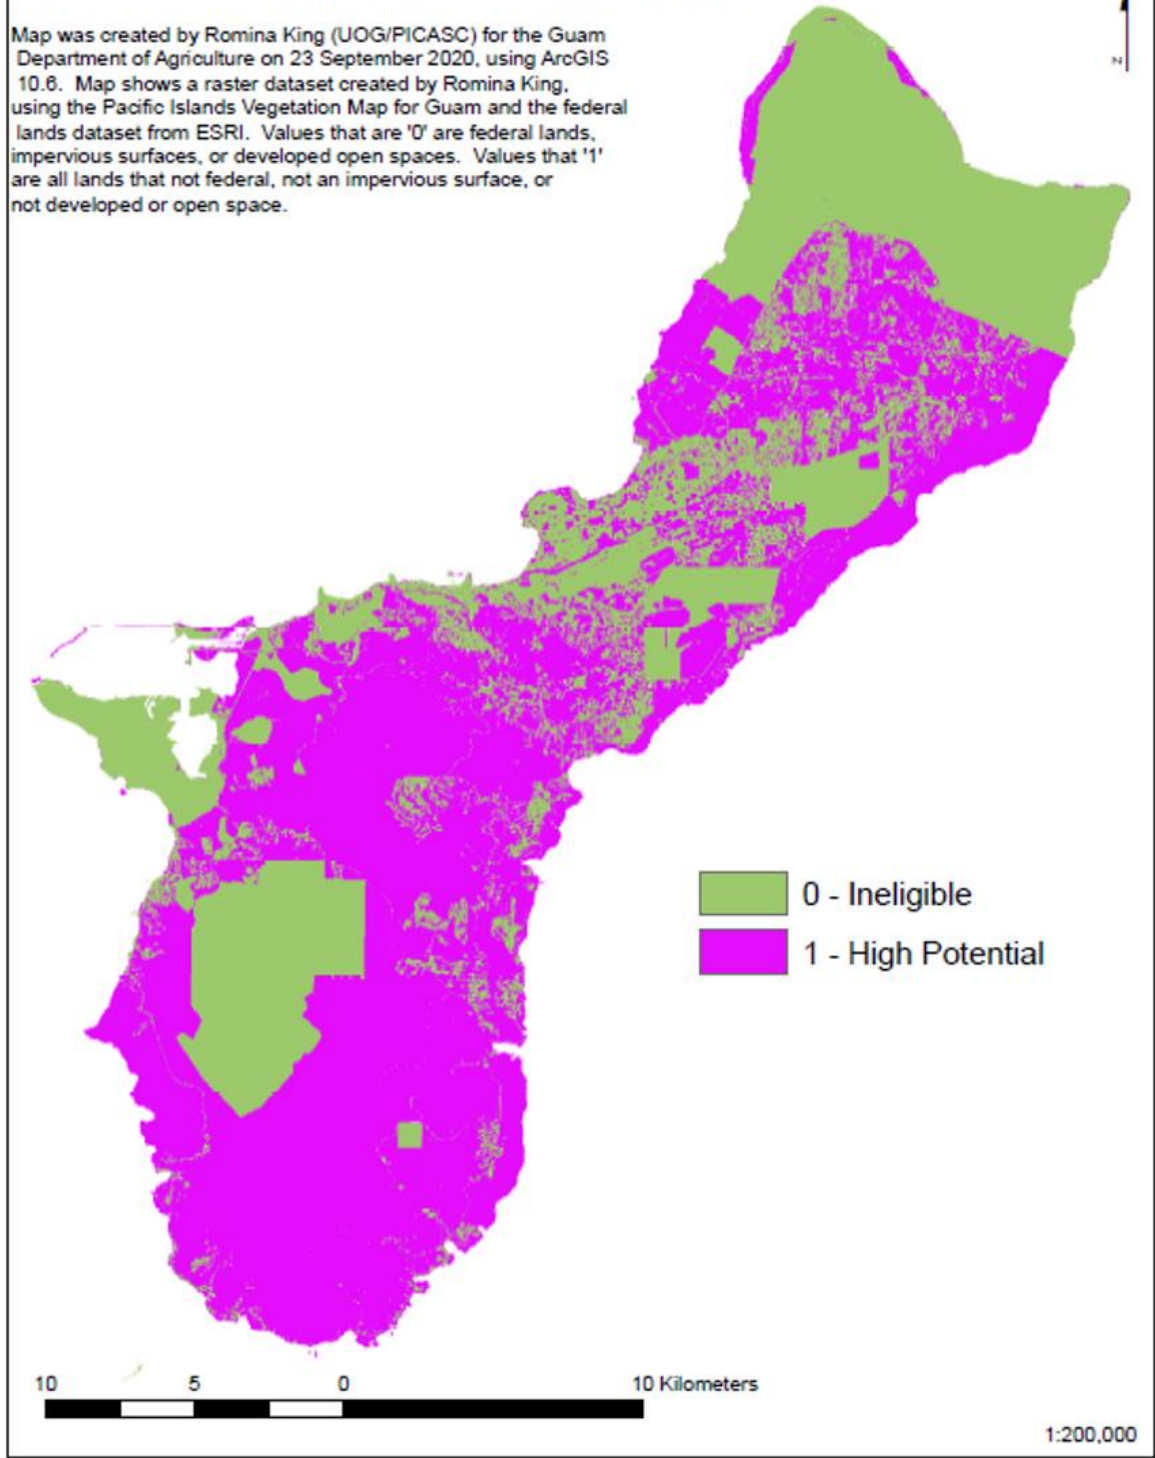 Map was created by Romina King (UOG/PICASC) for the Guam
Department of Agriculture on 23 September 2020, using ArcGIS
10.6. Map shows a raster dataset created by Romina King,
using the Pacific Islands Vegetation Map for Guam and the federal
lands dataset from ESRI. Values that are '0' are federal lands,
impervious surfaces, or developed open spaces. Values that '1'
are all lands that not federal, not an impervious surface, or
not developed or open space.
N
0 - Ineligible
1 - High Potential
10 5 0 10 Kilometers
1:200,000